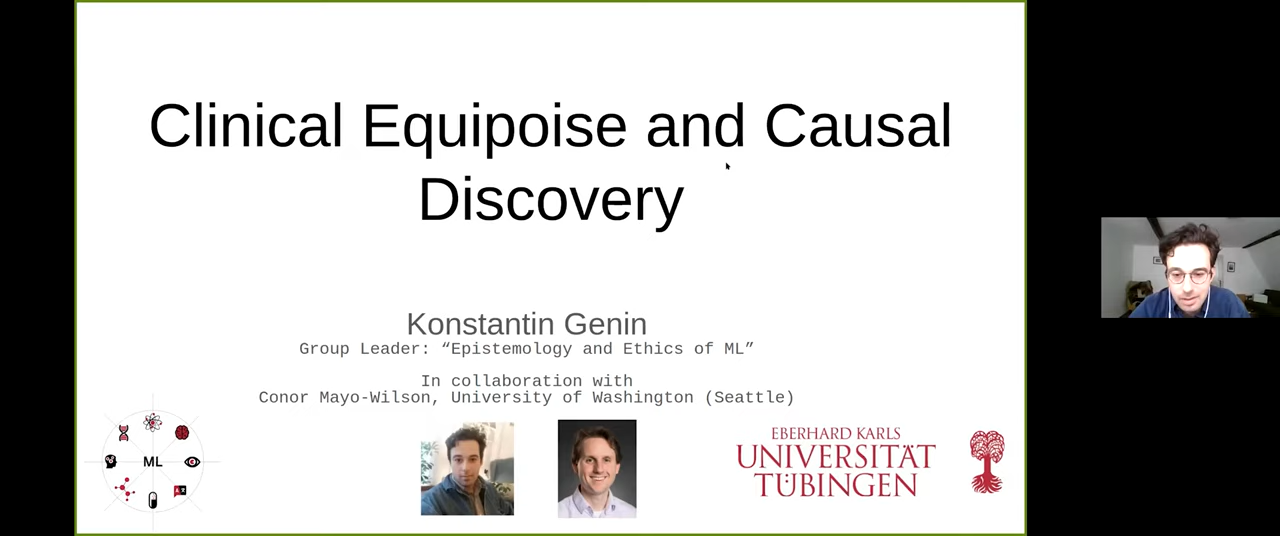 Clinical Equipoise and Causal
Discovery
Konstantin Genin
Group Leader: “Epistemology and Ethics of ML”
In collaboration with
Conor Mayo-Wilson, University of Washington (Seattle)
ML
EBERHARD KARLS
UNIVERSITÄT
TÜBINGEN